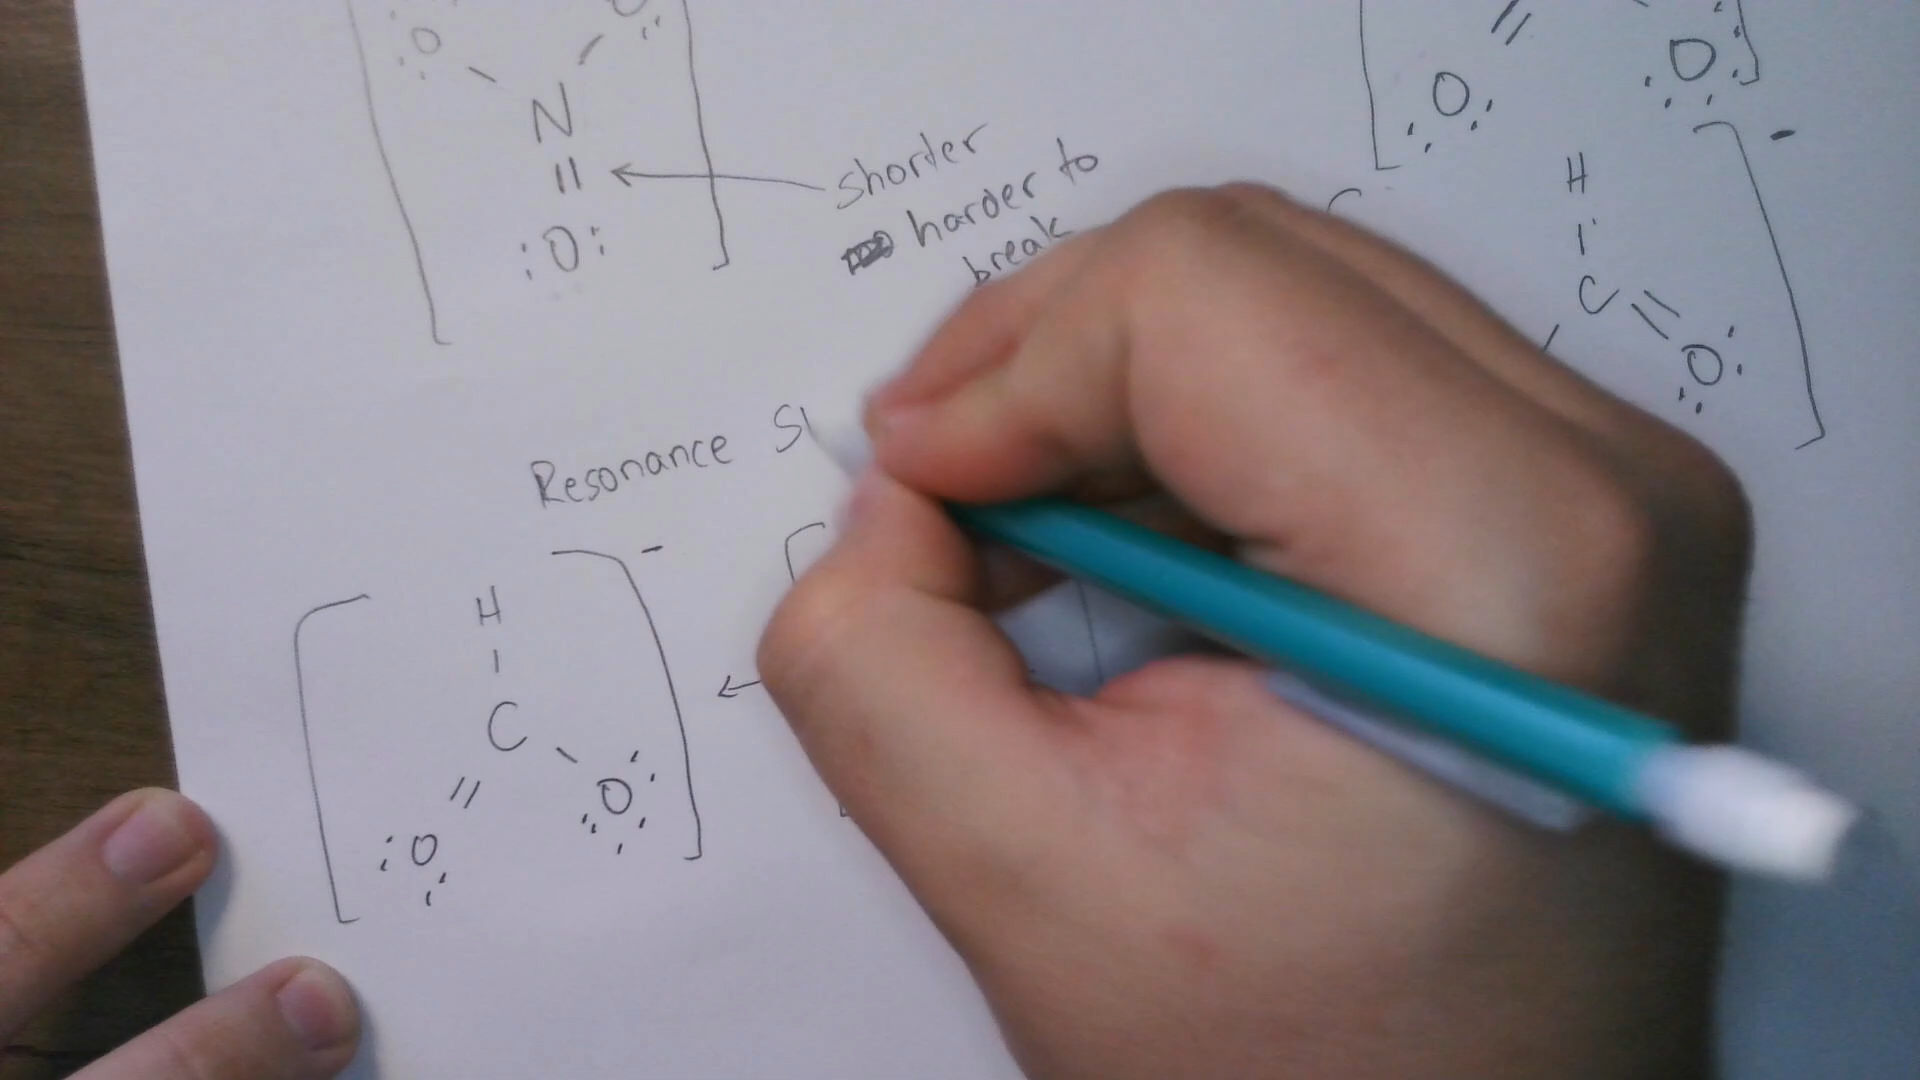 O
N
=
:O:
shorter
harder to
break
O O
H
C
O
Resonance
H
C
O O